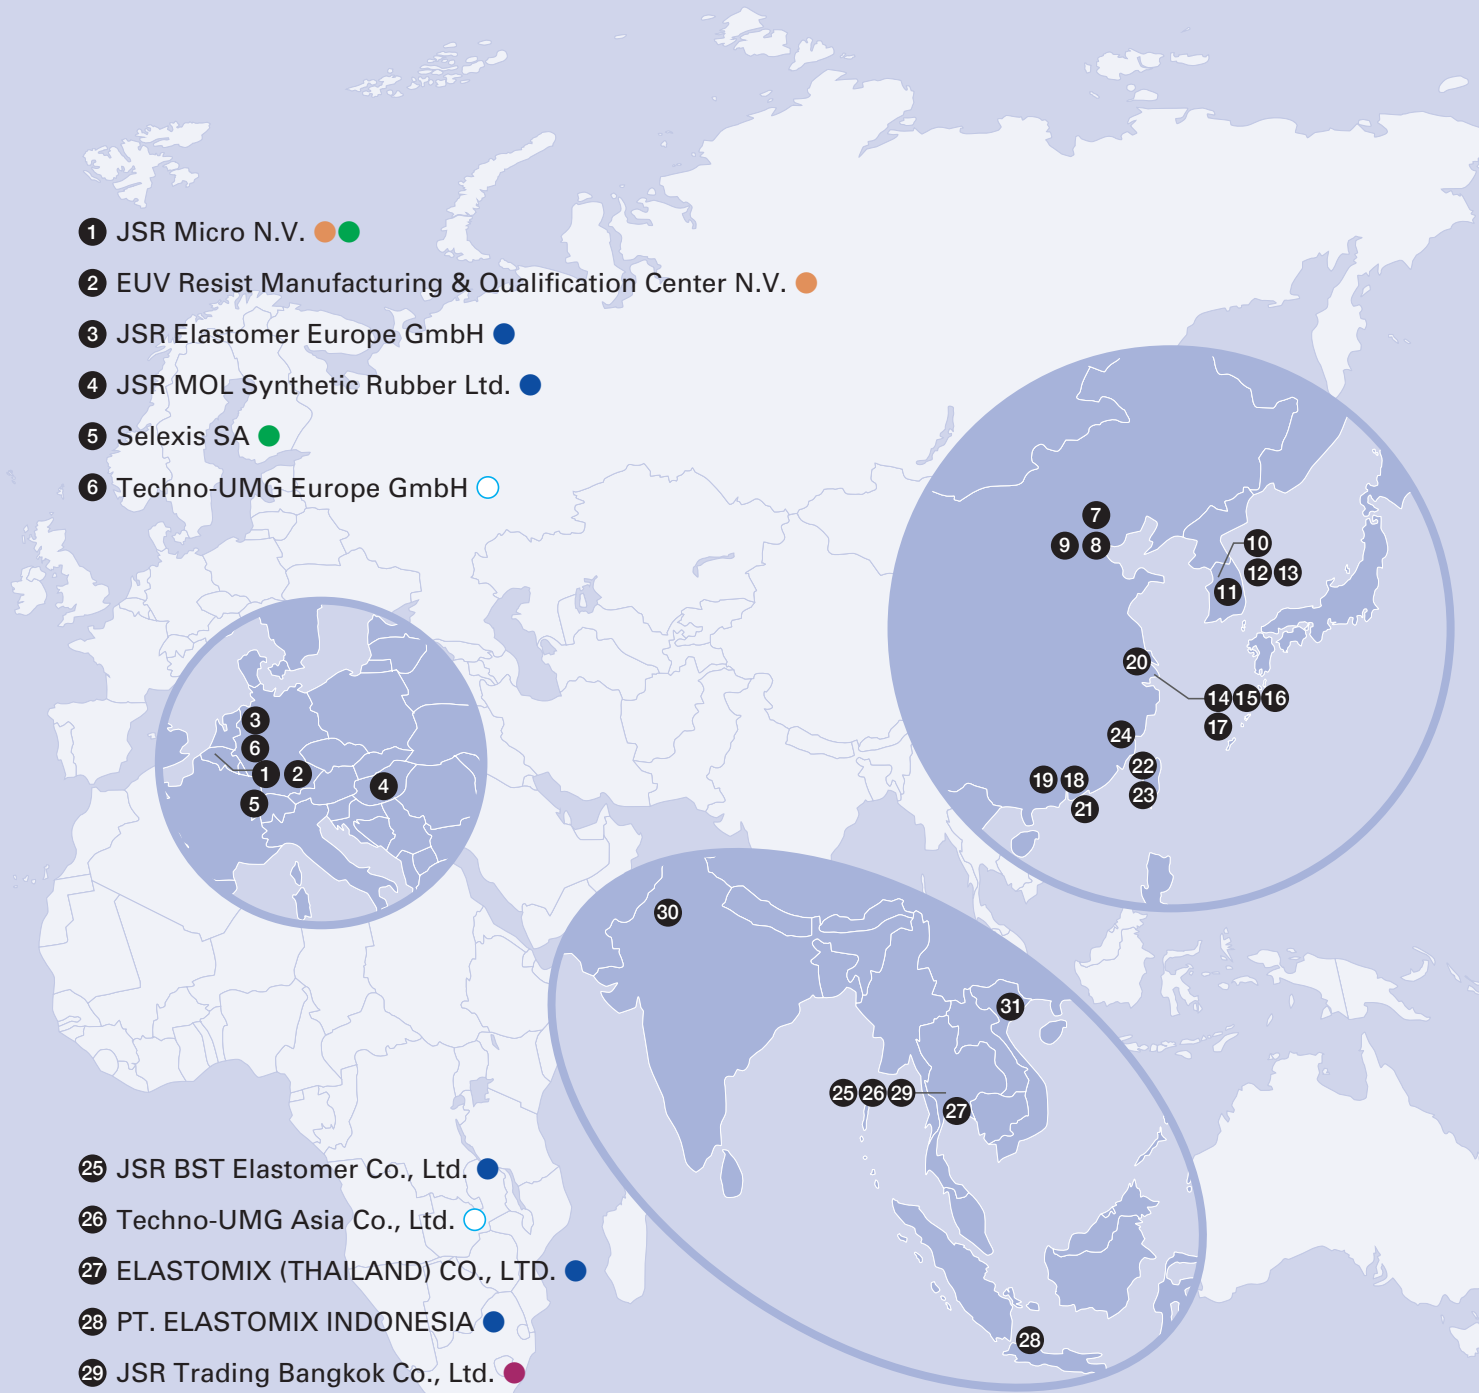 1 JSR Micro N.V.
2 EUV Resist Manufacturing & Qualification Center N.V.
3 JSR Elastomer Europe GmbH
4 JSR MOL Synthetic Rubber Ltd.
5 Selexis SA
6 Techno-UMG Europe GmbH
7
9 8
10
12 13
11
20
14 15 16
17
24
22
19 18
23
21
3
6
1 2
4
5
30
31
25 26 29
27
28
25 JSR BST Elastomer Co., Ltd.
26 Techno-UMG Asia Co., Ltd.
27 ELASTOMIX (THAILAND) CO., LTD.
28 PT. ELASTOMIX INDONESIA
29 JSR Trading Bangkok Co., Ltd.